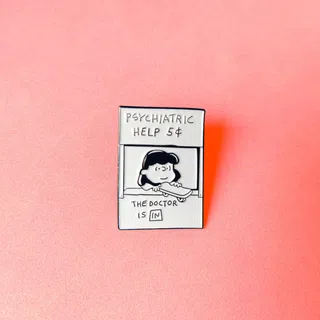 PSYCHIATRIC
HELP 5¢
THE DOCTOR
IS IN